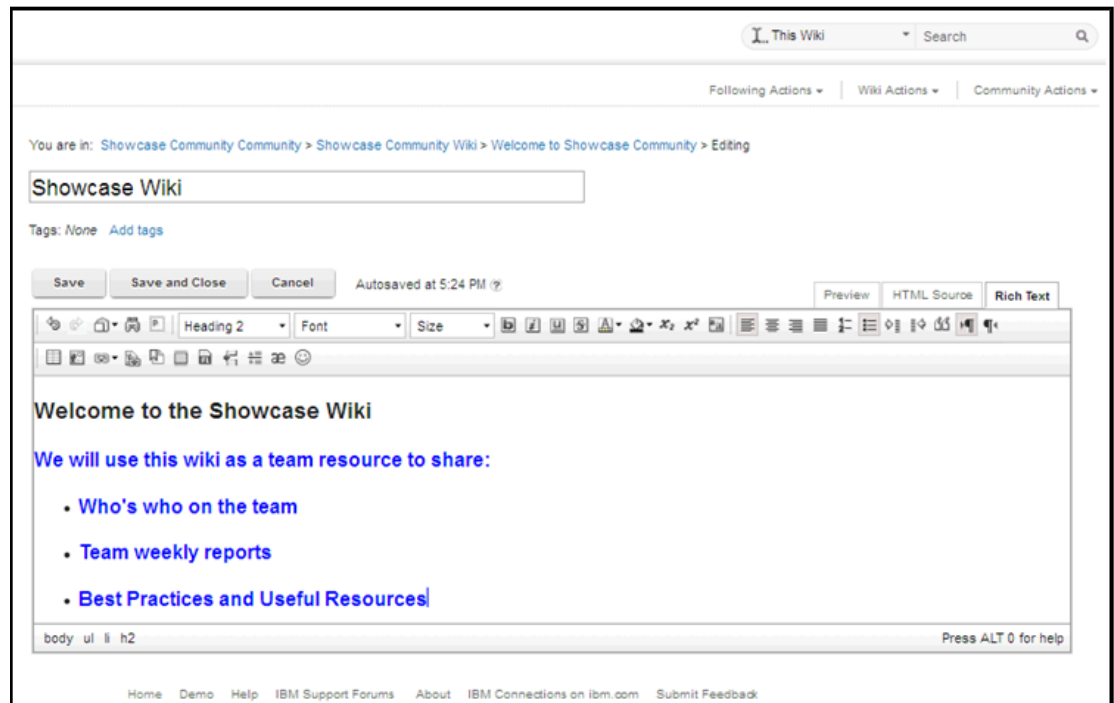 This Wiki Search
Following Actions Wiki Actions Community Actions
You are in: Showcase Community Community > Showcase Community Wiki > Welcome to Showcase Community > Editing
Showcase Wiki
Tags: None Add tags
Save Save and Close Cancel Autosaved at 5:24 PM ? Preview HTML Source Rich Text
Heading 2 Font Size
Welcome to the Showcase Wiki
We will use this wiki as a team resource to share:
• Who's who on the team
• Team weekly reports
• Best Practices and Useful Resources
body ul li h2 Press ALT 0 for help
Home Demo Help IBM Support Forums About IBM Connections on ibm.com Submit Feedback